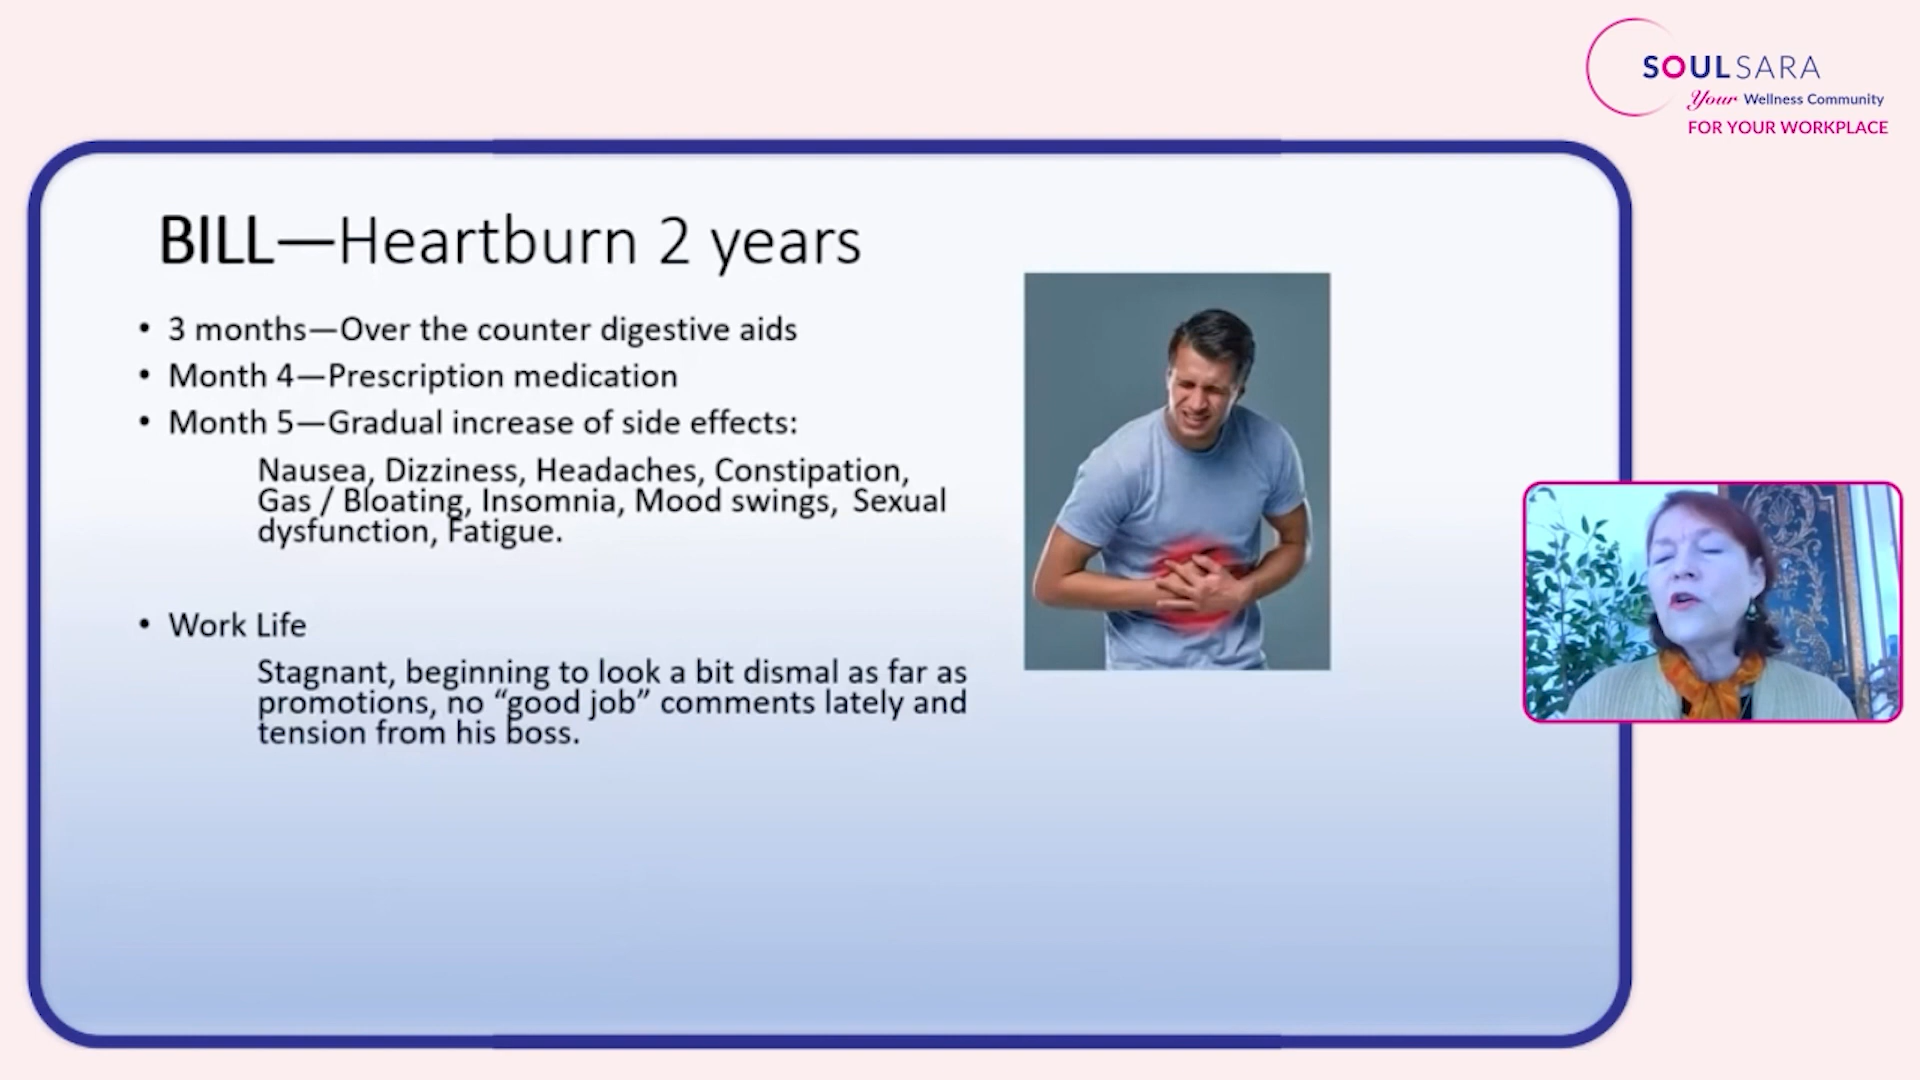 SOULSARA
Your Wellness Community
FOR YOUR WORKPLACE
BILL—Heartburn 2 years
• 3 months—Over the counter digestive aids
• Month 4—Prescription medication
• Month 5—Gradual increase of side effects:
Nausea, Dizziness, Headaches, Constipation,
Gas / Bloating, Insomnia, Mood swings, Sexual
dysfunction, Fatigue.
• Work Life
Stagnant, beginning to look a bit dismal as far as
promotions, no “good job” comments lately and
tension from his boss.